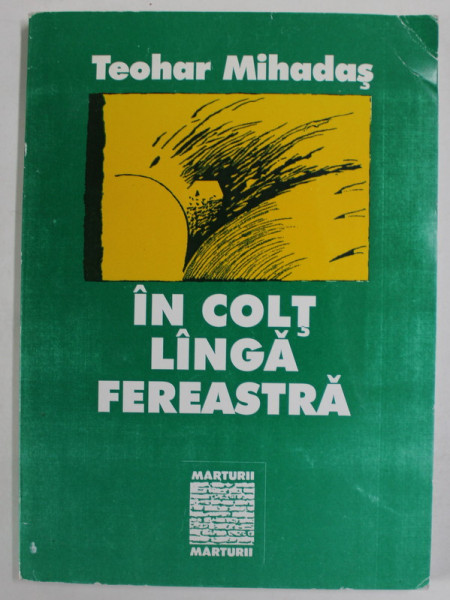 Teohar Mihadaş
ÎN COLŢ
LÎNGĂ
FEREASTRĂ
MARTURII
MARTURII